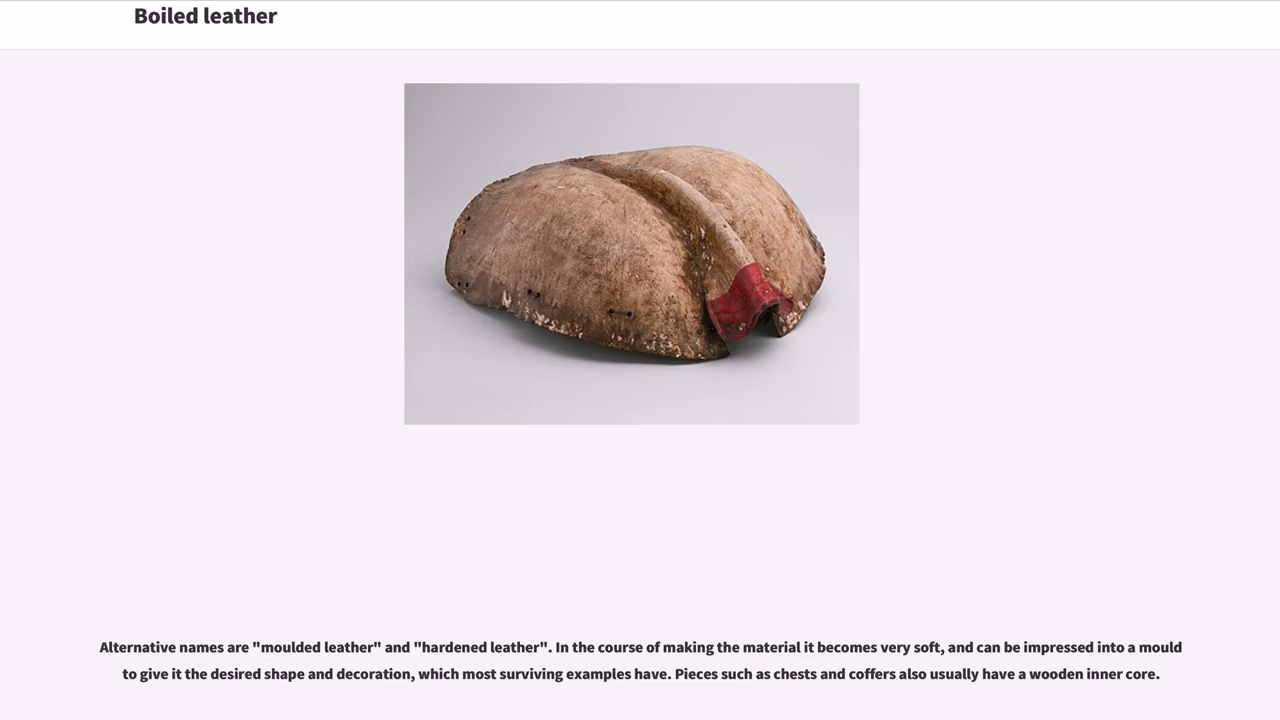 Boiled leather
Alternative names are "moulded leather" and "hardened leather". In the course of making the material it becomes very soft, and can be impressed into a mould
to give it the desired shape and decoration, which most surviving examples have. Pieces such as chests and coffers also usually have a wooden inner core.